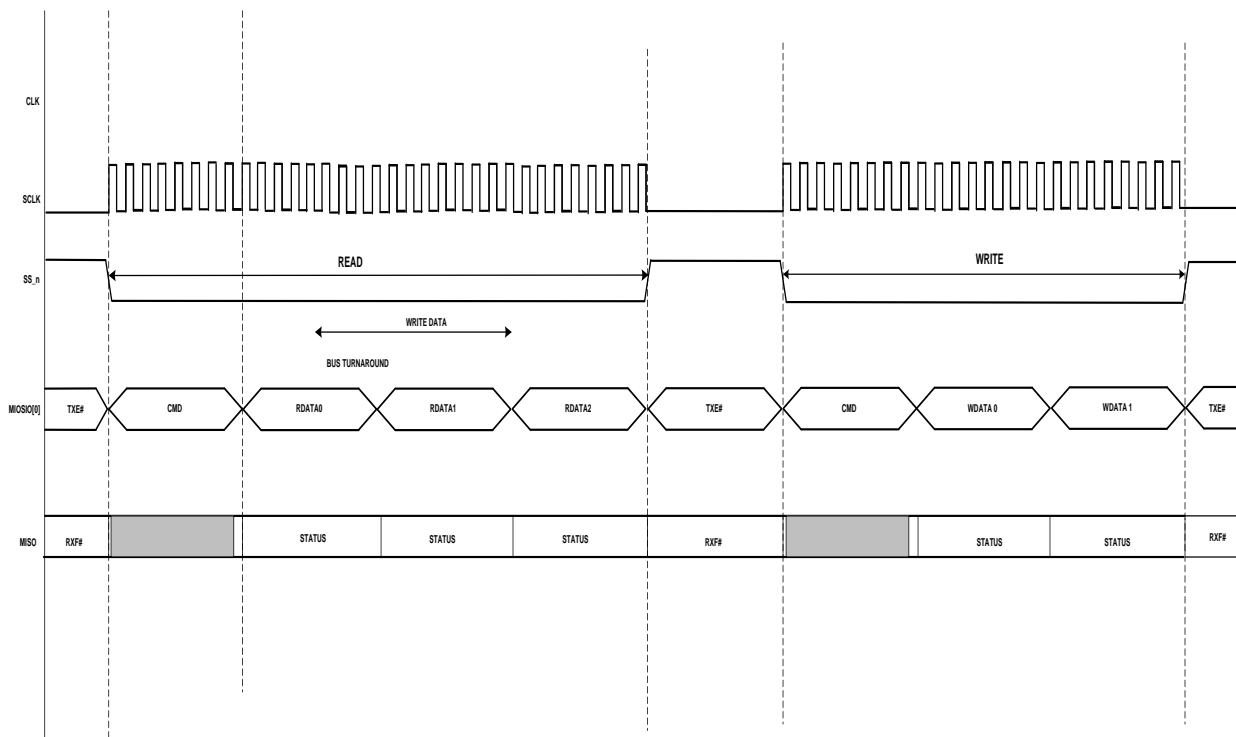 CLK
SCLK
READ WRITE
SS_n
WRITE DATA
BUS TURNAROUND
MIOSIO[0] TXE# CMD RDATA0 RDATA1 RDATA2 TXE# CMD WDATA 0 WDATA 1 TXE#
MISO RXF# STATUS STATUS STATUS RXF# STATUS STATUS RXF#